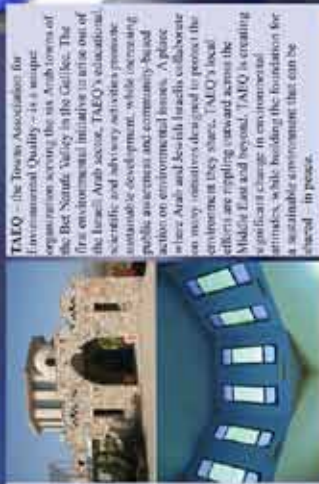 TAEQ - the Towns Association for
Environmental Quality - is a unique
organization serving the six Arab towns of
the Bet Netufa Valley in the Galilee. The
first environmental initiative to arise out of
the Israeli Arab sector, TAEQ's educational
scientific and advisory activities promote
sustainable development, while increasing
public awareness and community-based
action on environmental issues. A place
where Arab and Jewish Israelis collaborate
on many initiatives designed to protect the
environment they share, TAEQ's local
efforts are rippling outward across the
Middle East and beyond. TAEQ is creating
significant change in environmental
attitudes, while building the foundation for
a sustainable environment that can be
shared in peace.